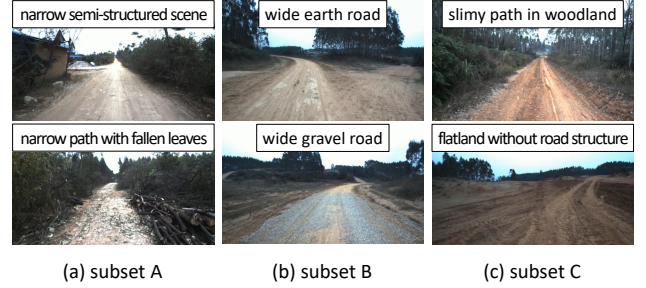 narrow semi-structured scene
wide earth road
slimy path in woodland
narrow path with fallen leaves
wide gravel road
flatland without road structure
(a) subset A
(b) subset B
(c) subset C